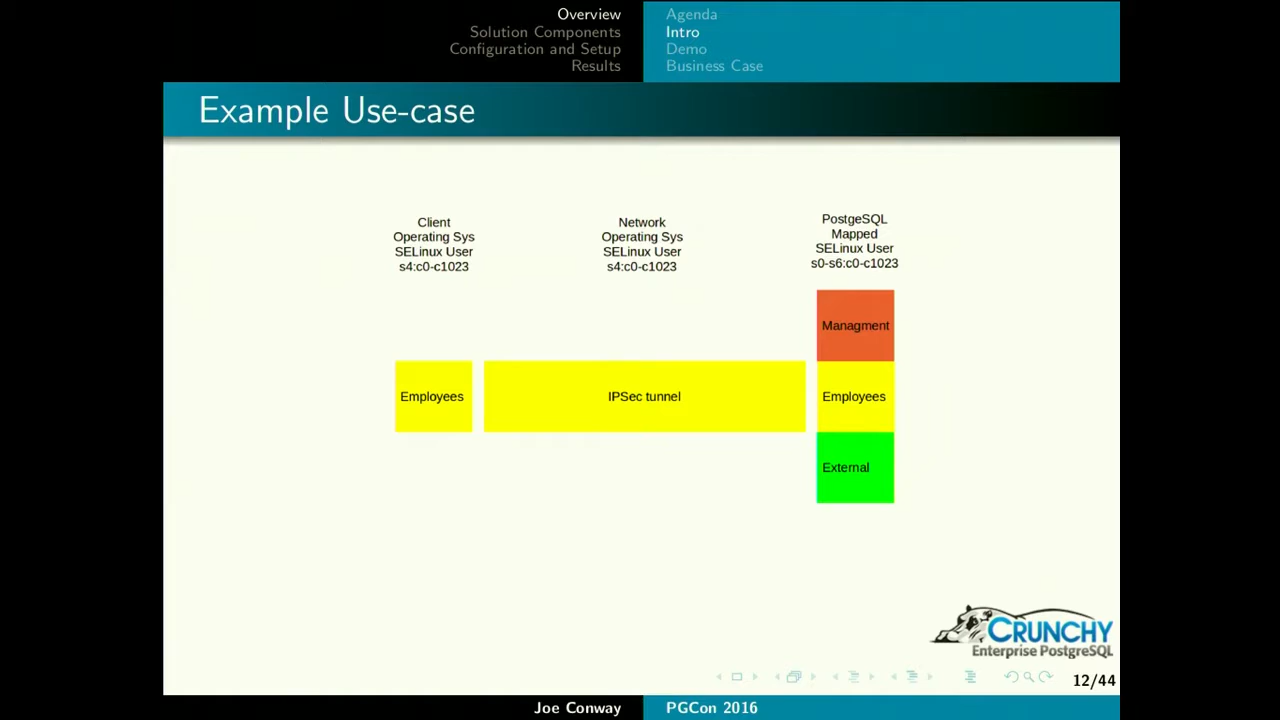 Overview
Solution Components
Configuration and Setup
Results
Agenda
Intro
Demo
Business Case
Example Use-case
Client
Operating Sys
SELinux User
s4:c0-c1023
Network
Operating Sys
SELinux User
s4:c0-c1023
PostgeSQL
Mapped
SELinux User
s0-s6:c0-c1023
Managment
Employees
IPSec tunnel
Employees
External
CRUNCHY
Enterprise PostgreSQL
12/44
Joe Conway
PGCon 2016